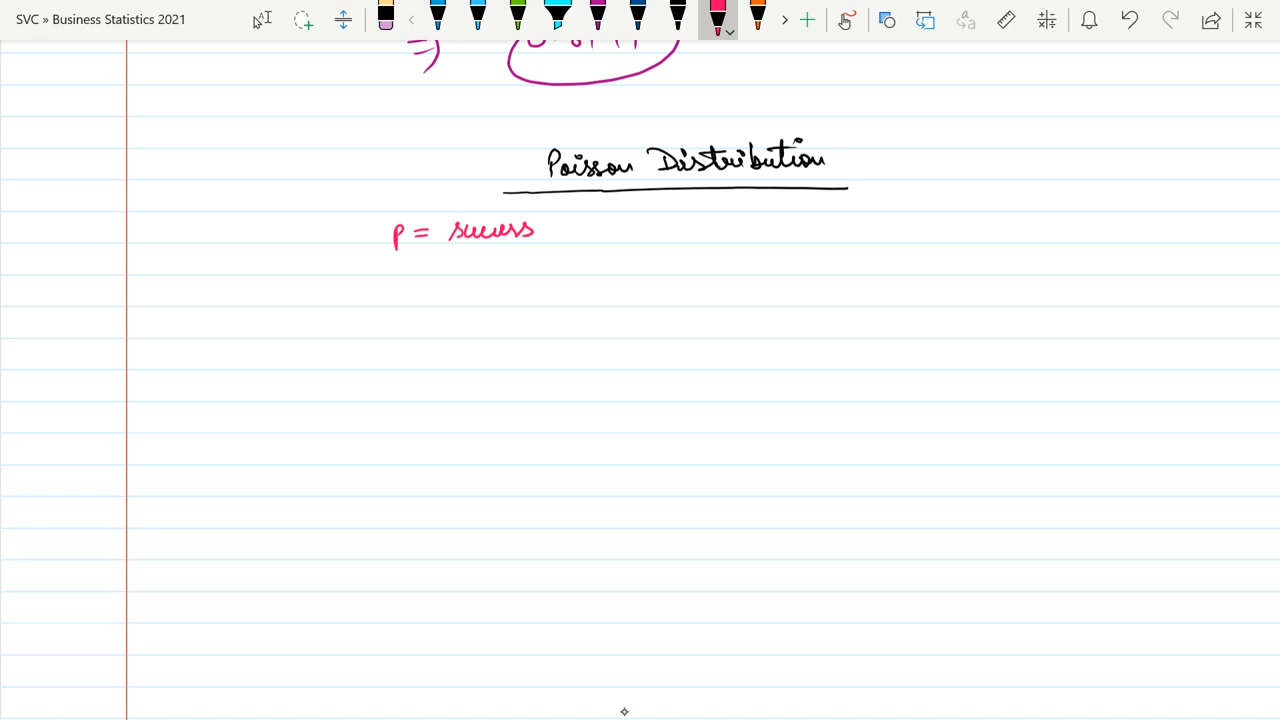 SVC » Business Statistics 2021
Poisson Distribution
p = success